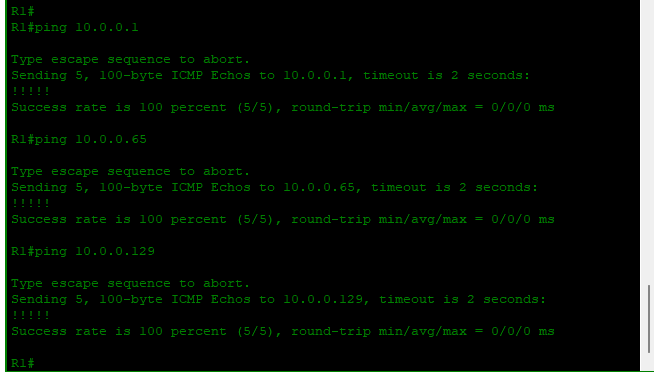 R1#
R1#ping 10.0.0.1
Type escape sequence to abort.
Sending 5, 100-byte ICMP Echos to 10.0.0.1, timeout is 2 seconds:
!!!!!
Success rate is 100 percent (5/5), round-trip min/avg/max = 0/0/0 ms
R1#ping 10.0.0.65
Type escape sequence to abort.
Sending 5, 100-byte ICMP Echos to 10.0.0.65, timeout is 2 seconds:
!!!!!
Success rate is 100 percent (5/5), round-trip min/avg/max = 0/0/0 ms
R1#ping 10.0.0.129
Type escape sequence to abort.
Sending 5, 100-byte ICMP Echos to 10.0.0.129, timeout is 2 seconds:
!!!!!
Success rate is 100 percent (5/5), round-trip min/avg/max = 0/0/0 ms
R1#